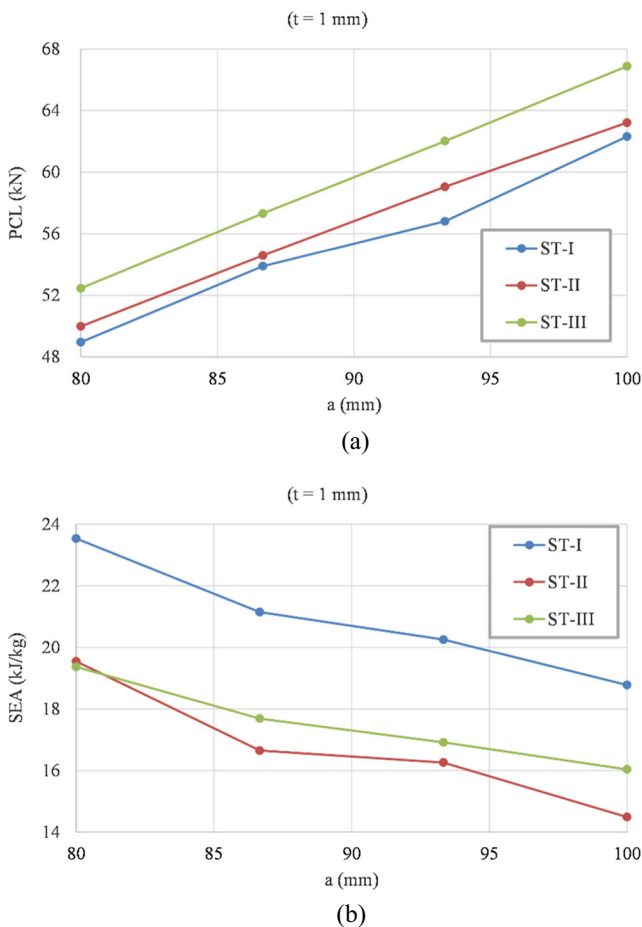 (t = 1 mm)
68
64
60
56
52
48
PCL (kN)
ST-I
ST-II
ST-III
80 85 90 95 100
a (mm)
(a)
(t = 1 mm)
24
22
20
18
16
14
SEA (kJ/kg)
ST-I
ST-II
ST-III
80 85 90 95 100
a (mm)
(b)